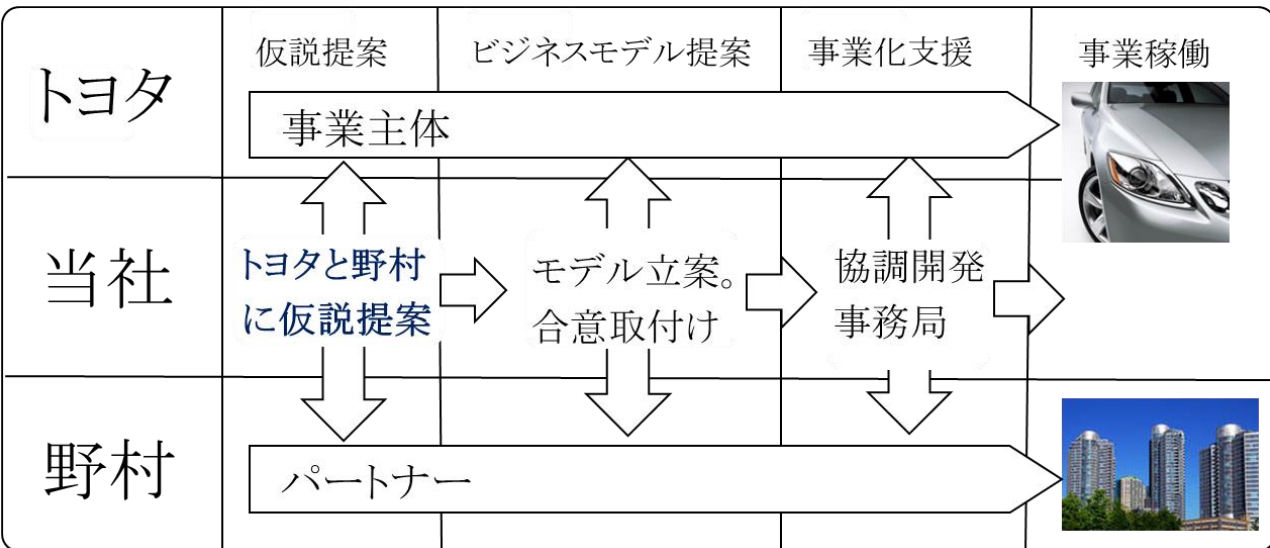 仮説提案
ビジネスモデル提案
事業化支援
事業稼働
トヨタ
事業主体
当社
トヨタと野村
に仮説提案
モデル立案。
合意取付け
協調開発
事務局
野村
パートナー